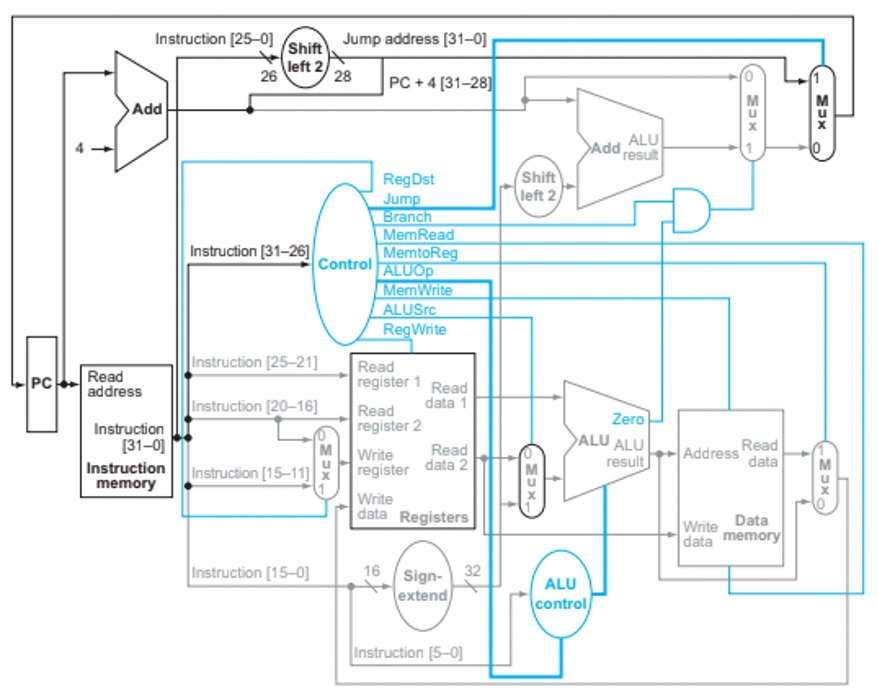 Instruction [25–0]
Shift
left 2
Jump address [31–0]
26
28
PC + 4 [31–28]
Add
4
0
M
u
x
1
1
M
u
x
0
Add
ALU
result
Shift
left 2
RegDst
Jump
Branch
MemRead
MemtoReg
ALUOp
MemWrite
ALUSrc
RegWrite
Control
Instruction [31–26]
PC
Read
address
Instruction
[31–0]
Instruction
memory
Instruction [25–21]
Instruction [20–16]
Instruction [15–11]
0
M
u
x
1
Read
register 1
Read
register 2
Write
register
Write
data
Read
data 1
Read
data 2
Registers
0
M
u
x
1
Zero
ALU
ALU
result
Address
Read
data
Write
data
Data
memory
1
M
u
x
0
Instruction [15–0]
16
Sign-
extend
32
ALU
control
Instruction [5–0]